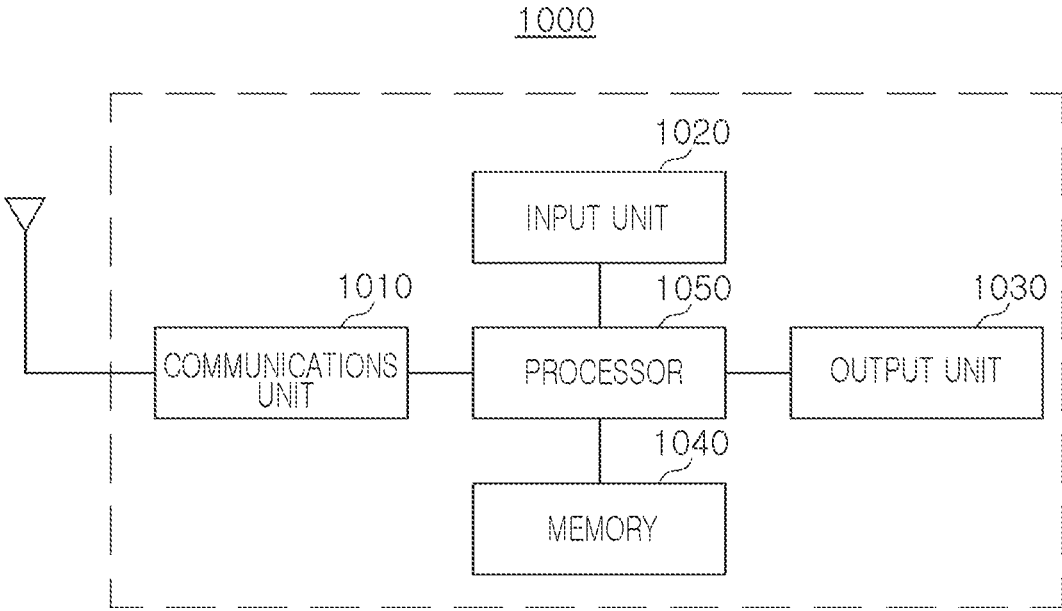 1000
1020
INPUT UNIT
1010
1050
1030
COMMUNICATIONS
UNIT
PROCESSOR
OUTPUT UNIT
1040
MEMORY